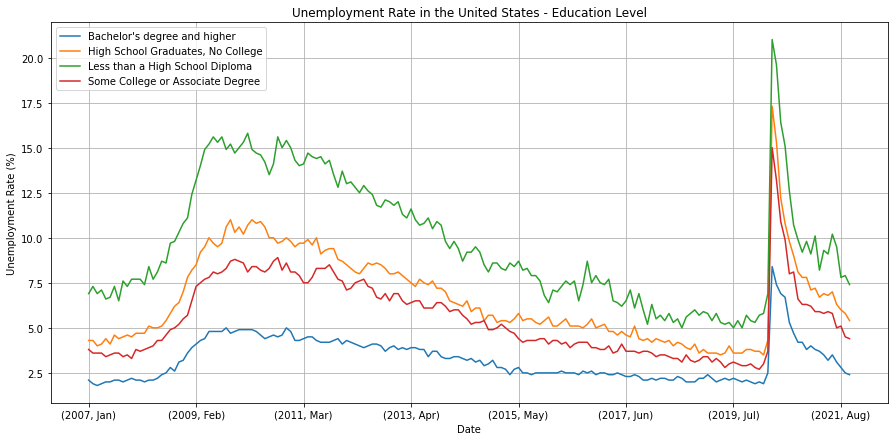 Unemployment Rate in the United States - Education Level
Bachelor's degree and higher
High School Graduates, No College
Less than a High School Diploma
Some College or Associate Degree
Unemployment Rate (%)
20.0
17.5
15.0
12.5
10.0
7.5
5.0
2.5
(2007, Jan) (2009, Feb) (2011, Mar) (2013, Apr) (2015, May) (2017, Jun) (2019, Jul) (2021, Aug)
Date